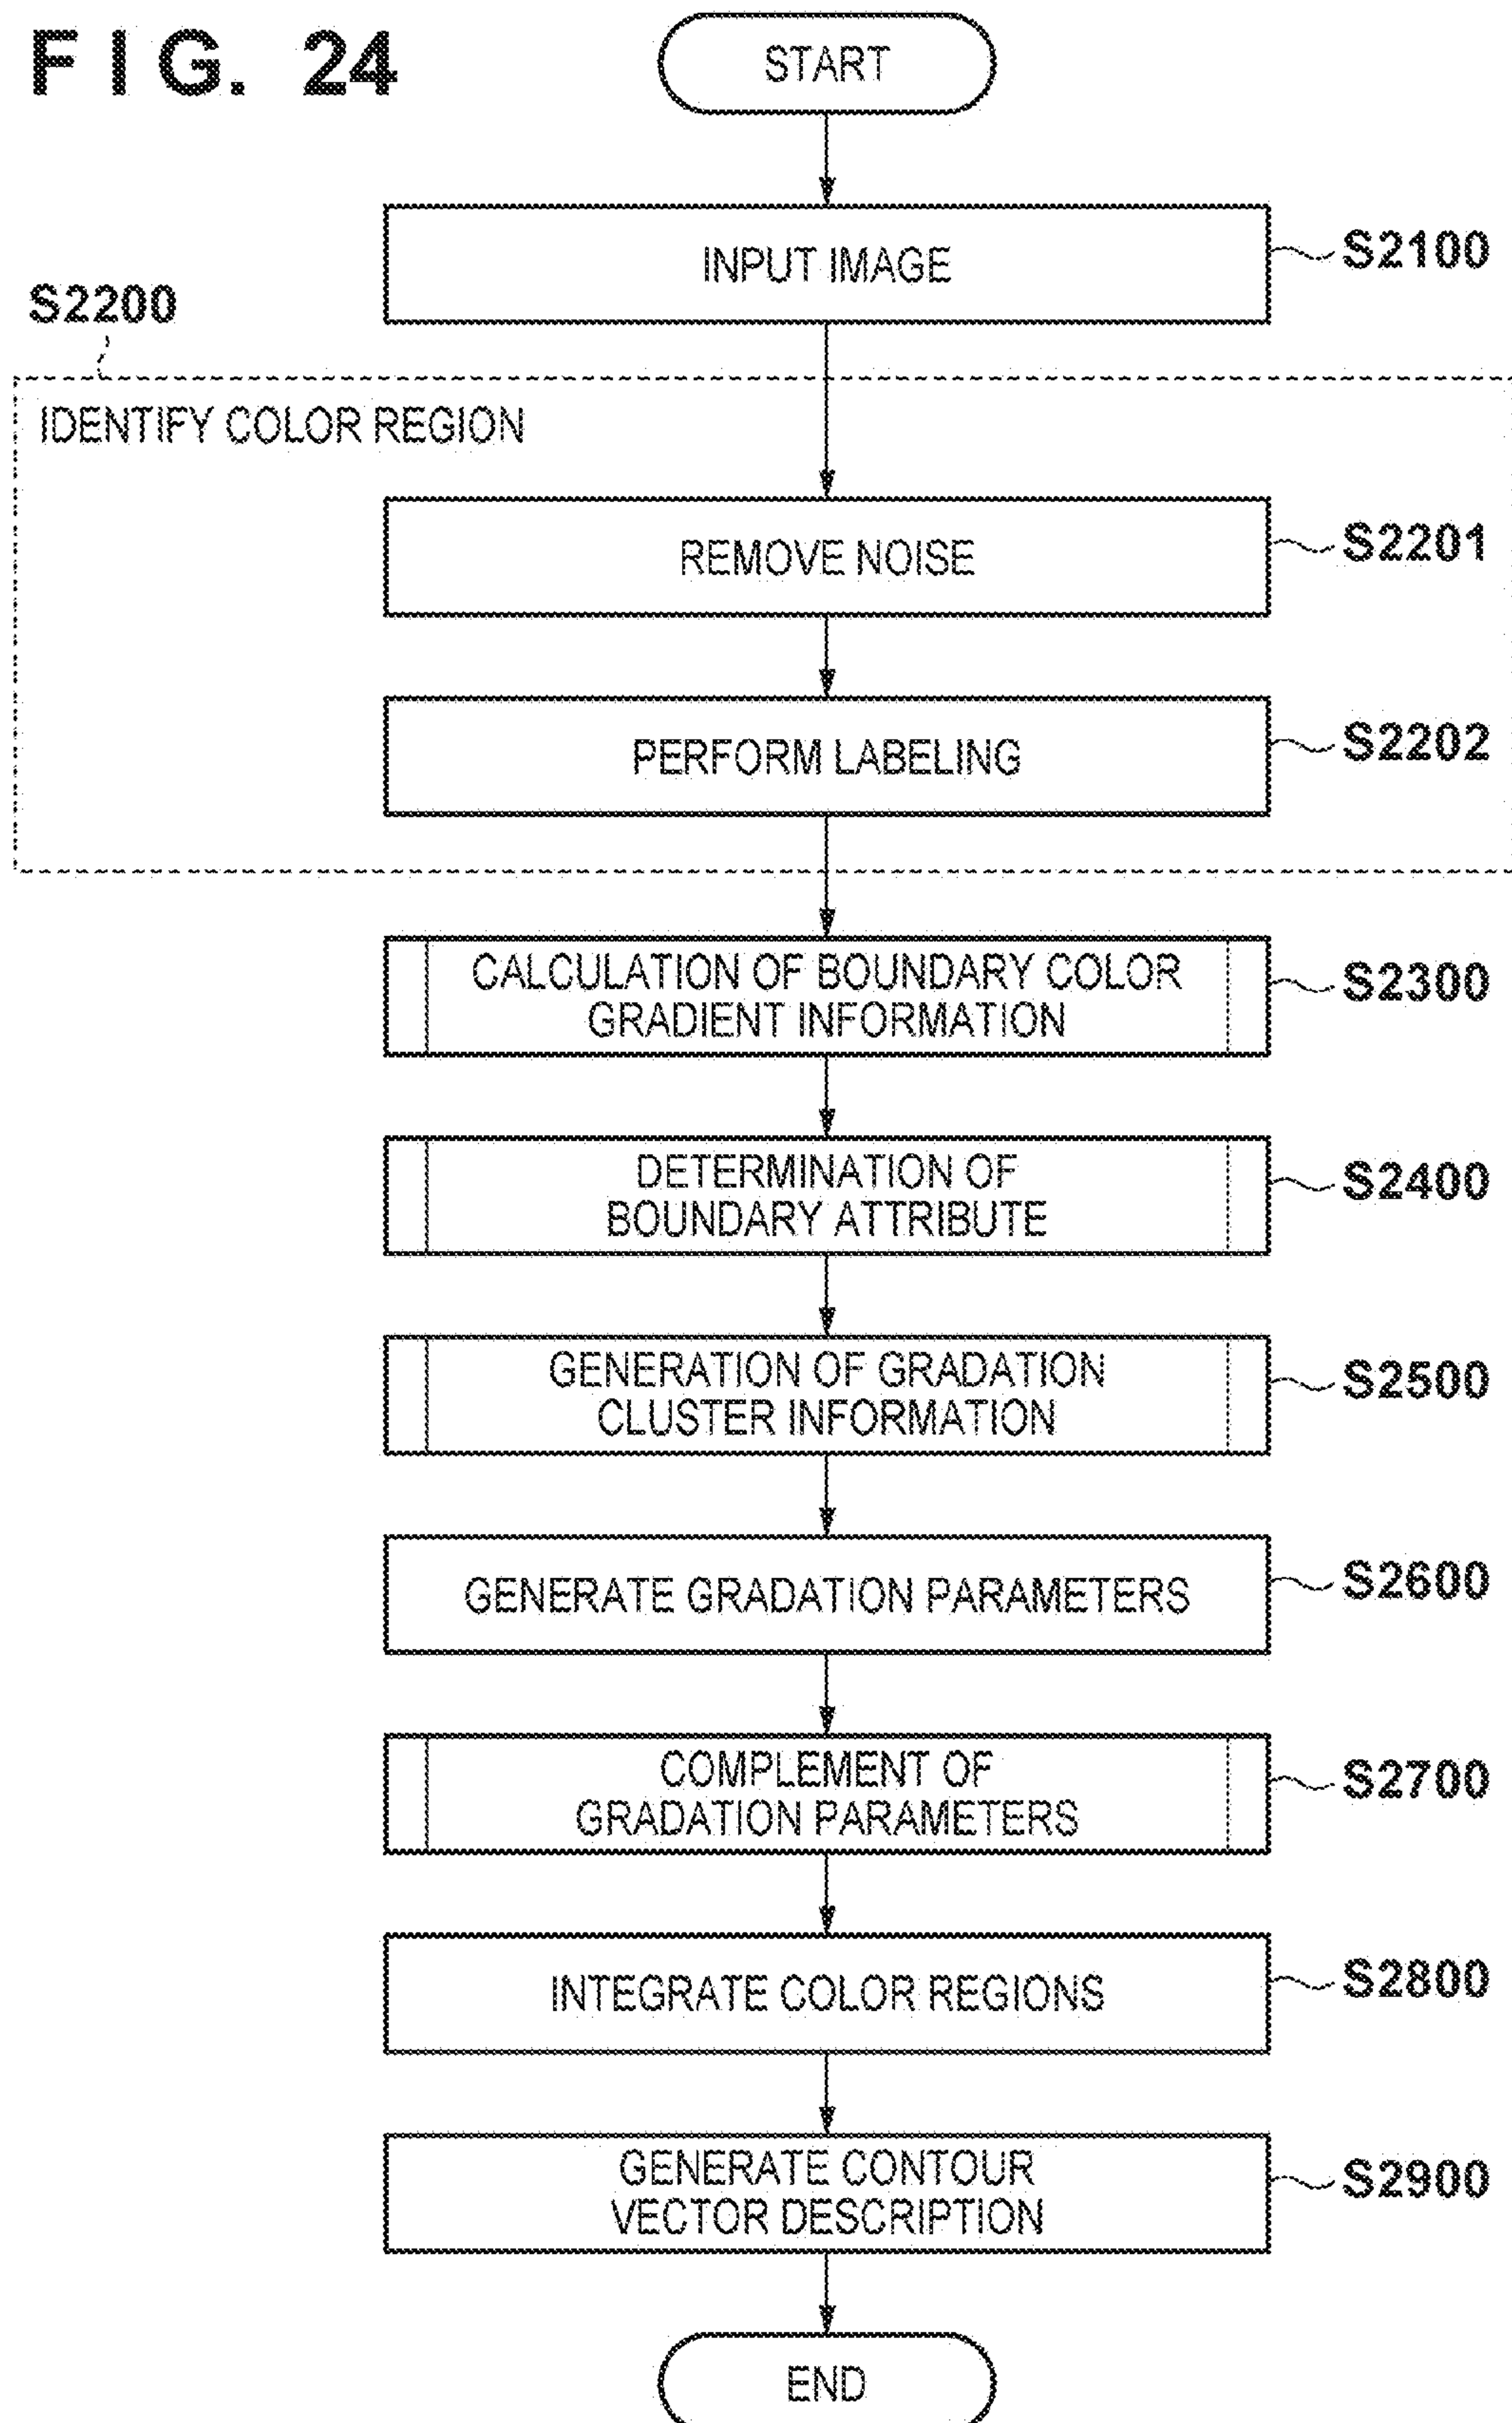 FIG. 24
START
INPUT IMAGE
S2100
S2200
IDENTIFY COLOR REGION
REMOVE NOISE
S2201
PERFORM LABELING
S2202
CALCULATION OF BOUNDARY COLOR
GRADIENT INFORMATION
S2300
DETERMINATION OF
BOUNDARY ATTRIBUTE
S2400
GENERATION OF GRADATION
CLUSTER INFORMATION
S2500
GENERATE GRADATION PARAMETERS
S2600
COMPLEMENT OF
GRADATION PARAMETERS
S2700
INTEGRATE COLOR REGIONS
S2800
GENERATE CONTOUR
VECTOR DESCRIPTION
S2900
END